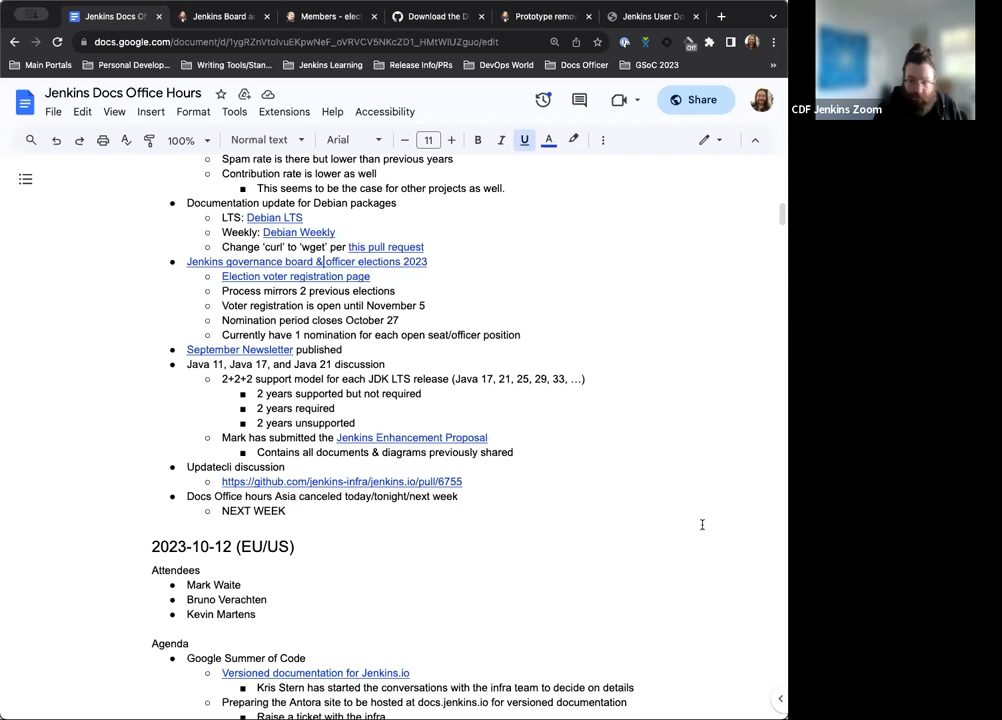 Jenkins Docs Of
Jenkins Board an
Members - elec
Download the D
Prototype remov
Jenkins User Do
docs.google.com/document/d/1ygRZnVtoIvuEKpwNeF_oVRVCV5NKcZD1_HMtWIUZguo/edit
Off
Main Portals
Personal Develop...
Writing Tools/Stan...
Jenkins Learning
Release Info/PRs
DevOps World
Docs Officer
GSoC 2023
CDF Jenkins Zoom
Jenkins Docs Office Hours
File Edit View Insert Format Tools Extensions Help Accessibility
Share
100% Normal text Arial 11 B I U A
Spam rate is there but lower than previous years
Contribution rate is lower as well
This seems to be the case for other projects as well.
Documentation update for Debian packages
LTS: Debian LTS
Weekly: Debian Weekly
Change ‘curl’ to ‘wget’ per this pull request
Jenkins governance board & officer elections 2023
Election voter registration page
Process mirrors 2 previous elections
Voter registration is open until November 5
Nomination period closes October 27
Currently have 1 nomination for each open seat/officer position
September Newsletter published
Java 11, Java 17, and Java 21 discussion
2+2+2 support model for each JDK LTS release (Java 17, 21, 25, 29, 33, …)
2 years supported but not required
2 years required
2 years unsupported
Mark has submitted the Jenkins Enhancement Proposal
Contains all documents & diagrams previously shared
Updatecli discussion
https://github.com/jenkins-infra/jenkins.io/pull/6755
Docs Office hours Asia canceled today/tonight/next week
NEXT WEEK
2023-10-12 (EU/US)
Attendees
Mark Waite
Bruno Verachten
Kevin Martens
Agenda
Google Summer of Code
Versioned documentation for Jenkins.io
Kris Stern has started the conversations with the infra team to decide on details
Preparing the Antora site to be hosted at docs.jenkins.io for versioned documentation
Raise a ticket with the infra